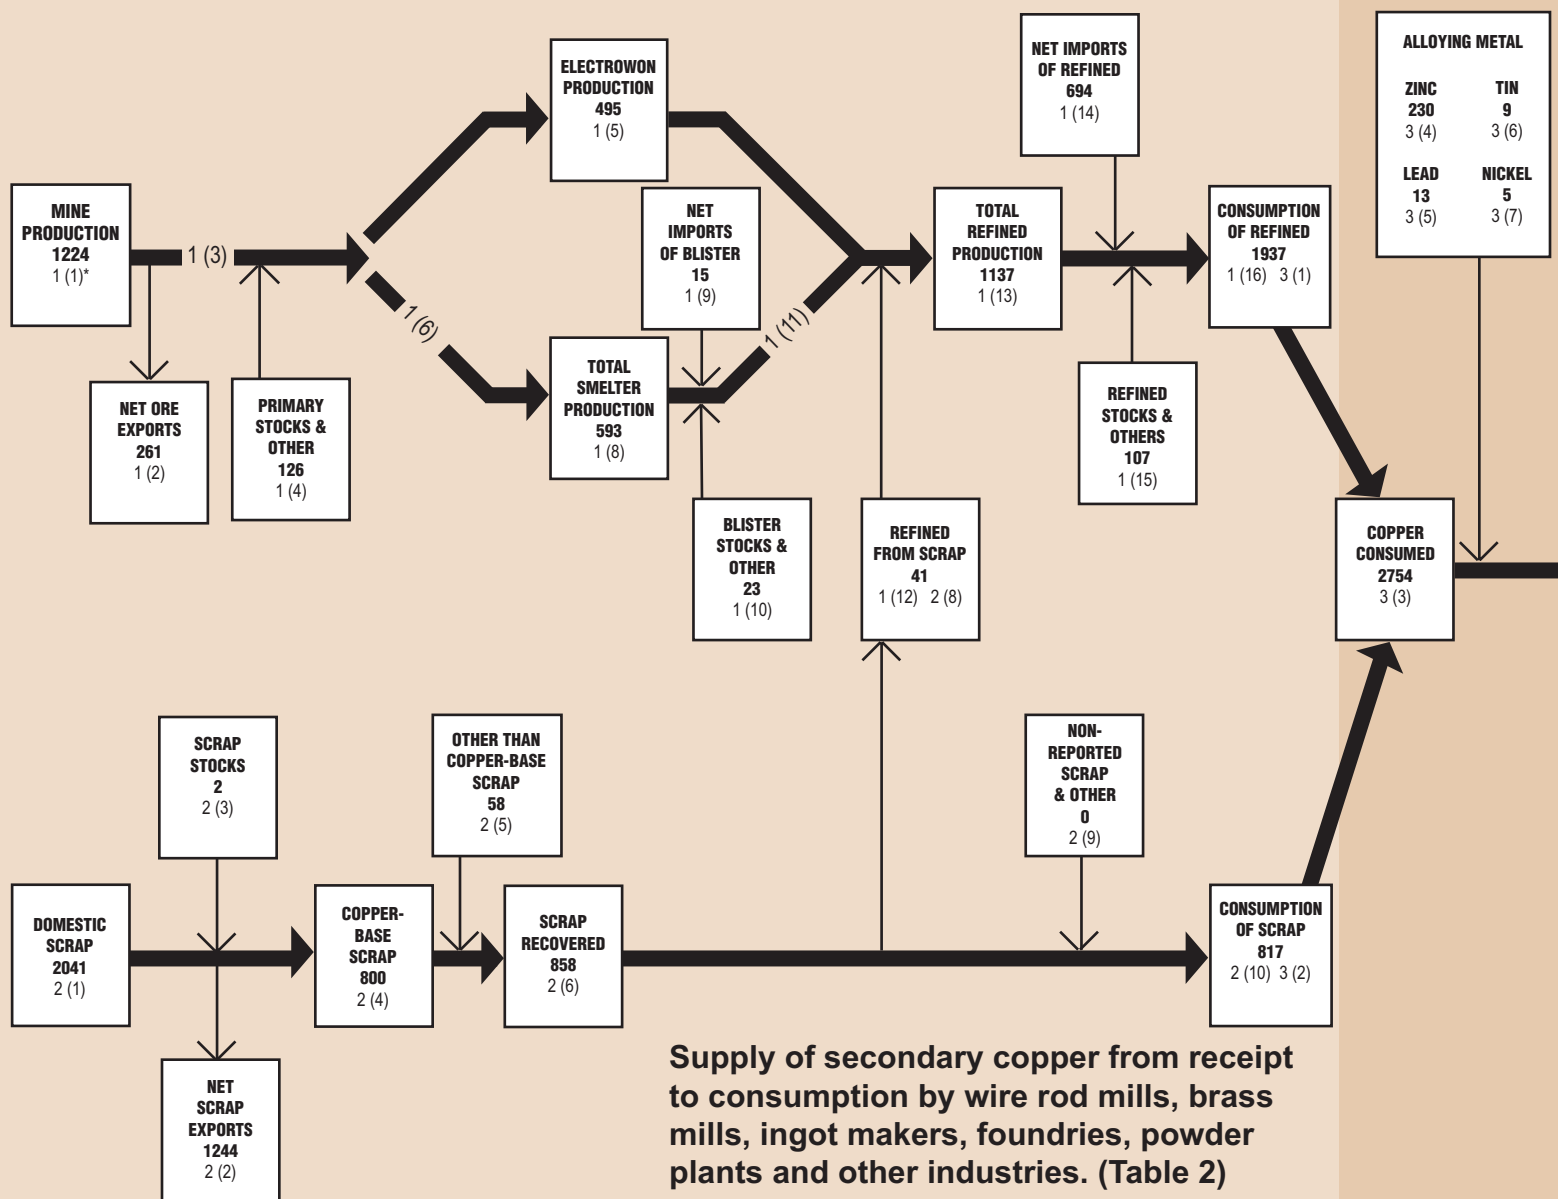 NET IMPORTS
OF REFINED
694
1 (14)
ALLOYING METAL
ZINC
230
3 (4)
TIN
9
3 (6)
LEAD
13
3 (5)
NICKEL
5
3 (7)
ELECTROWON
PRODUCTION
495
1 (5)
MINE
PRODUCTION
1224
1 (1)*
1 (3)
NET
IMPORTS
OF BLISTER
15
1 (9)
TOTAL
REFINED
PRODUCTION
1137
1 (13)
CONSUMPTION
OF REFINED
1937
1 (16) 3 (1)
1 (6)
1 (11)
NET ORE
EXPORTS
261
1 (2)
PRIMARY
STOCKS &
OTHER
126
1 (4)
TOTAL
SMELTER
PRODUCTION
593
1 (8)
REFINED
STOCKS &
OTHERS
107
1 (15)
BLISTER
STOCKS &
OTHER
23
1 (10)
REFINED
FROM SCRAP
41
1 (12) 2 (8)
COPPER
CONSUMED
2754
3 (3)
SCRAP
STOCKS
2
2 (3)
OTHER THAN
COPPER-BASE
SCRAP
58
2 (5)
NON-
REPORTED
SCRAP
& OTHER
0
2 (9)
DOMESTIC
SCRAP
2041
2 (1)
COPPER-
BASE
SCRAP
800
2 (4)
SCRAP
RECOVERED
858
2 (6)
CONSUMPTION
OF SCRAP
817
2 (10) 3 (2)
NET
SCRAP
EXPORTS
1244
2 (2)
Supply of secondary copper from receipt
to consumption by wire rod mills, brass
mills, ingot makers, foundries, powder
plants and other industries. (Table 2)